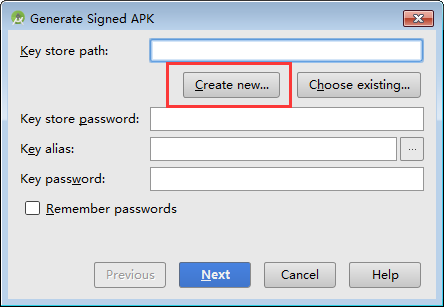 Generate Signed APK
Key store path:
Create new...
Choose existing...
Key store password:
Key alias:
...
Key password:
Remember passwords
Previous
Next
Cancel
Help